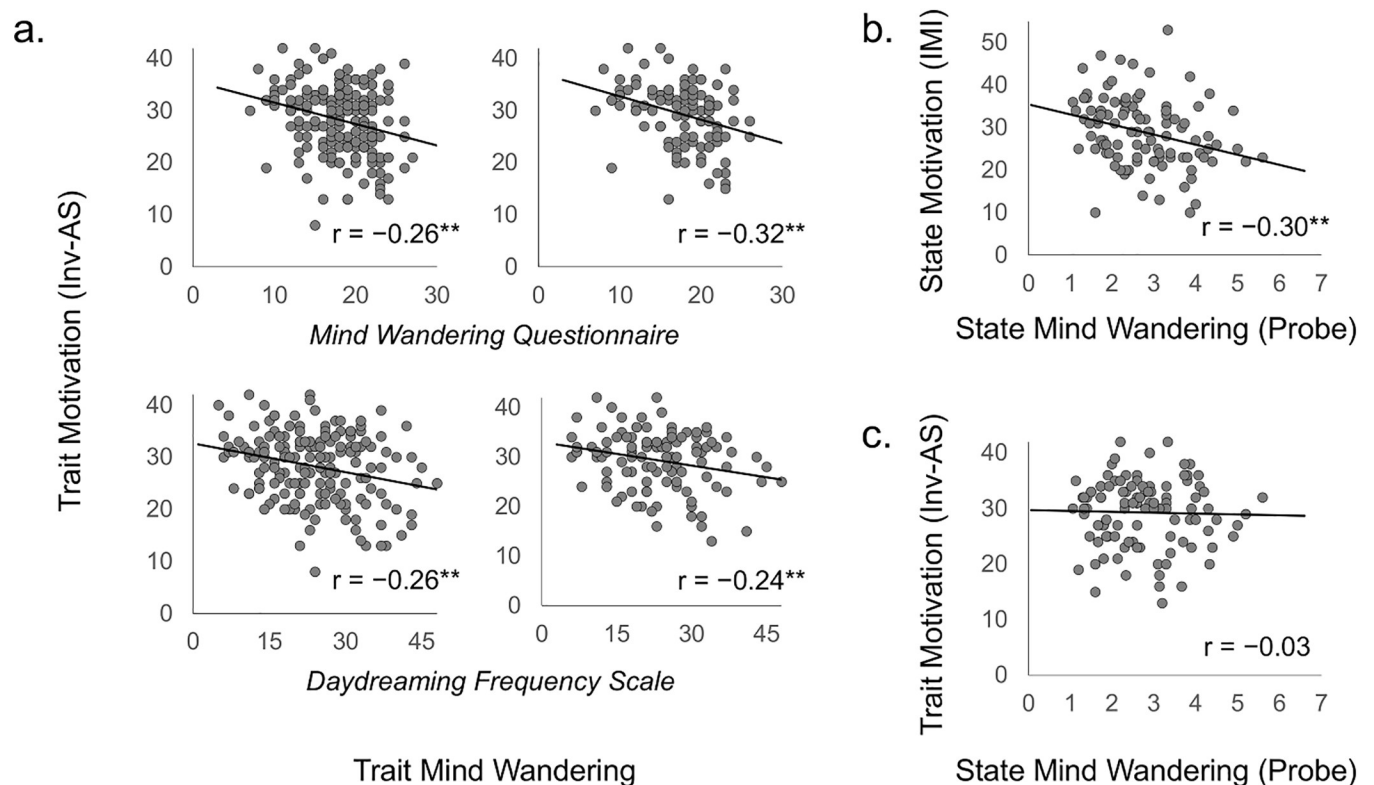 a.
Trait Motivation (Inv-AS)
40
30
20
10
0
r = −0.26**
0 10 20 30
40
30
20
10
0
r = −0.32**
0 10 20 30
Mind Wandering Questionnaire
40
30
20
10
0
r = −0.26**
0 15 30 45
40
30
20
10
0
r = −0.24**
0 15 30 45
Daydreaming Frequency Scale
Trait Mind Wandering
b.
State Motivation (IMI)
50
40
30
20
10
0
r = −0.30**
0 1 2 3 4 5 6 7
State Mind Wandering (Probe)
c.
Trait Motivation (Inv-AS)
40
30
20
10
0
r = −0.03
0 1 2 3 4 5 6 7
State Mind Wandering (Probe)